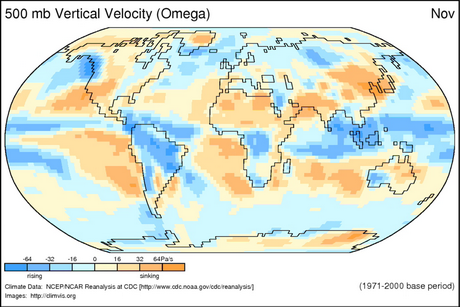 500 mb Vertical Velocity (Omega) Nov
-64 -32 -16 0 16 32 64Pa/s
rising sinking
Climate Data: NCEP/NCAR Reanalysis at CDC [http://www.cdc.noaa.gov/cdc/reanalysis/] (1971-2000 base period)
Images: http://climvis.org